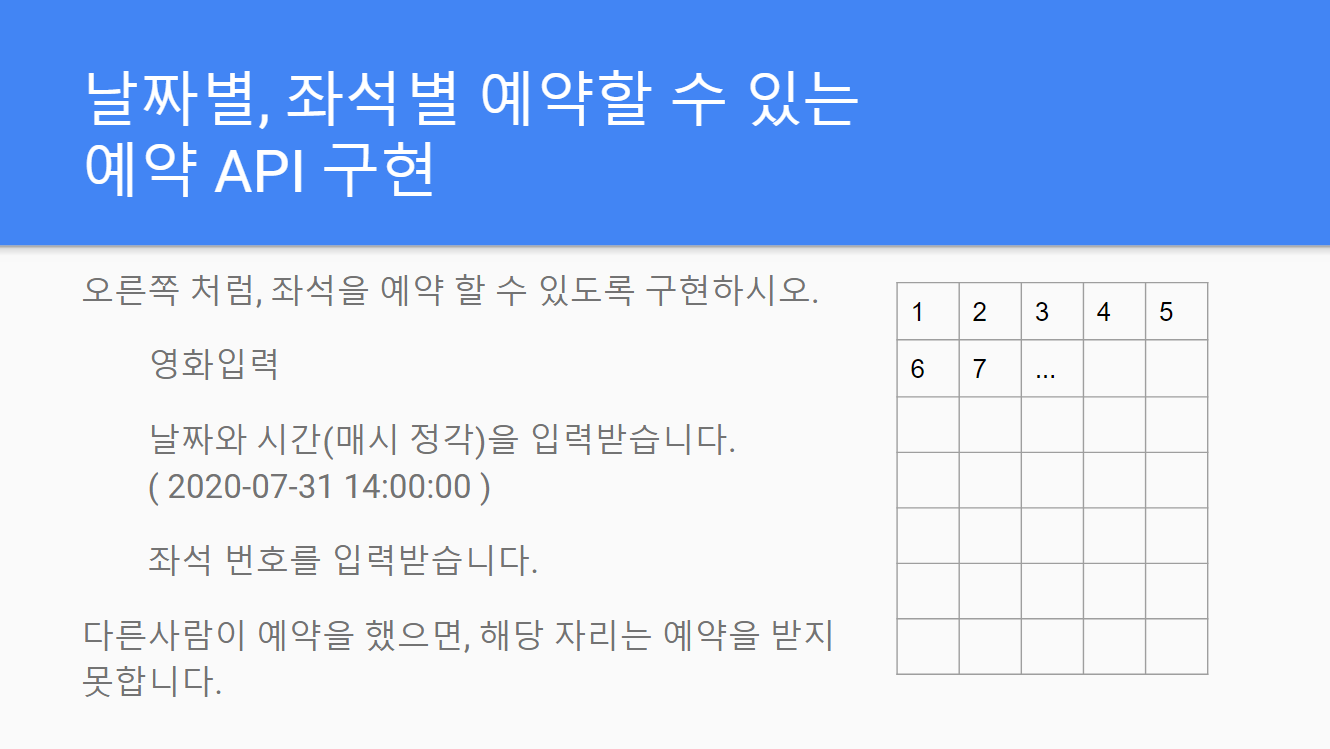 날짜별, 좌석별 예약할 수 있는
예약 API 구현
오른쪽 처럼, 좌석을 예약 할 수 있도록 구현하시오.
영화입력
날짜와 시간(매시 정각)을 입력받습니다.
( 2020-07-31 14:00:00 )
좌석 번호를 입력받습니다.
다른사람이 예약을 했으면, 해당 자리는 예약을 받지
못합니다.
1 2 3 4 5
6 7 ...